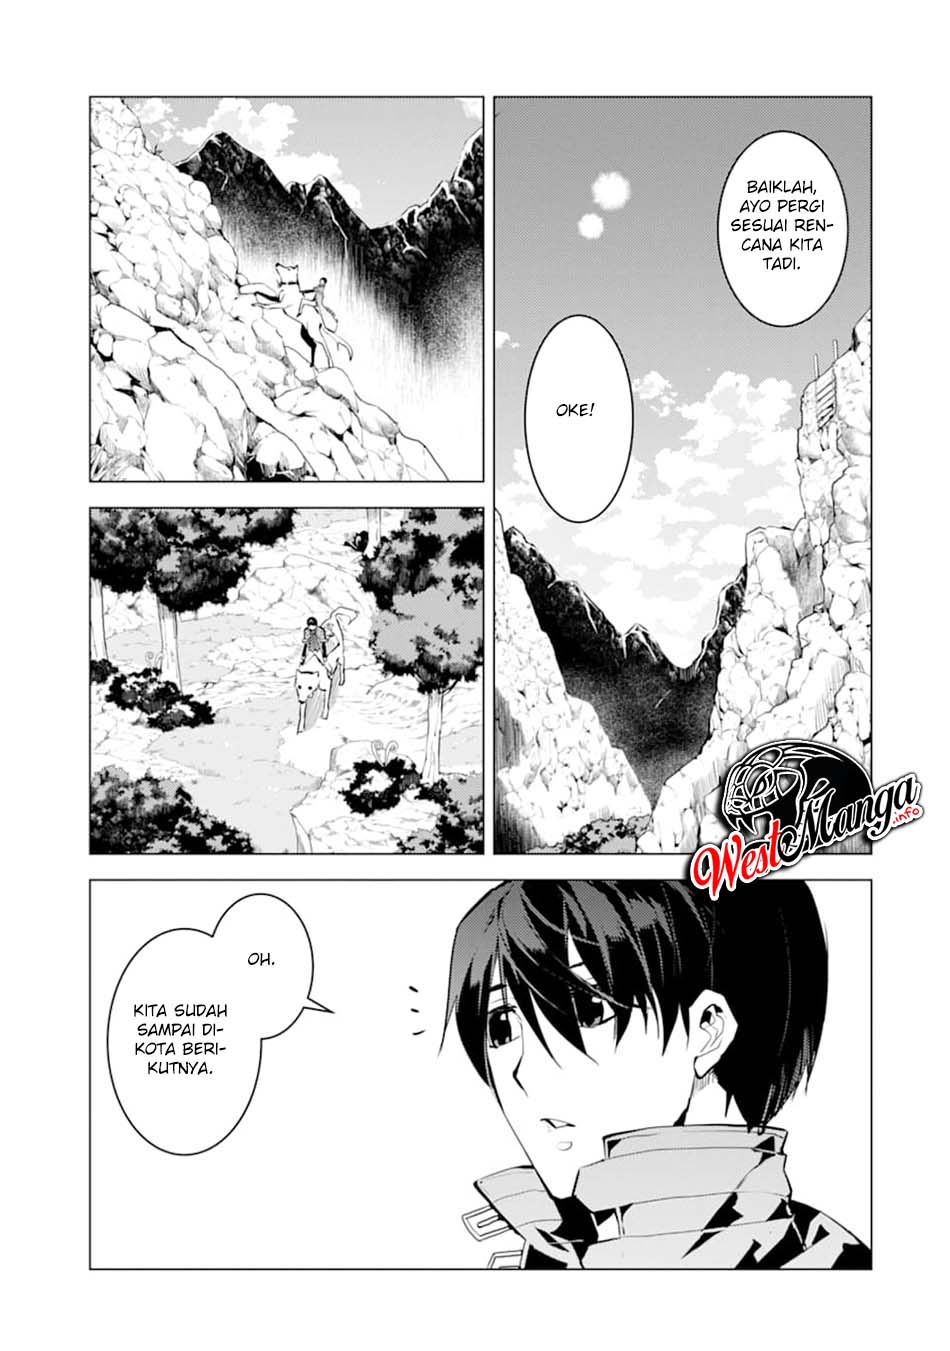 BAIKLAH,
AYO PERGI
SESUAI REN-
CANA KITA
TADI.
OKE!
WestManga
.info
OH.
KITA SUDAH
SAMPAI DI-
KOTA BERI-
KUTNYA.